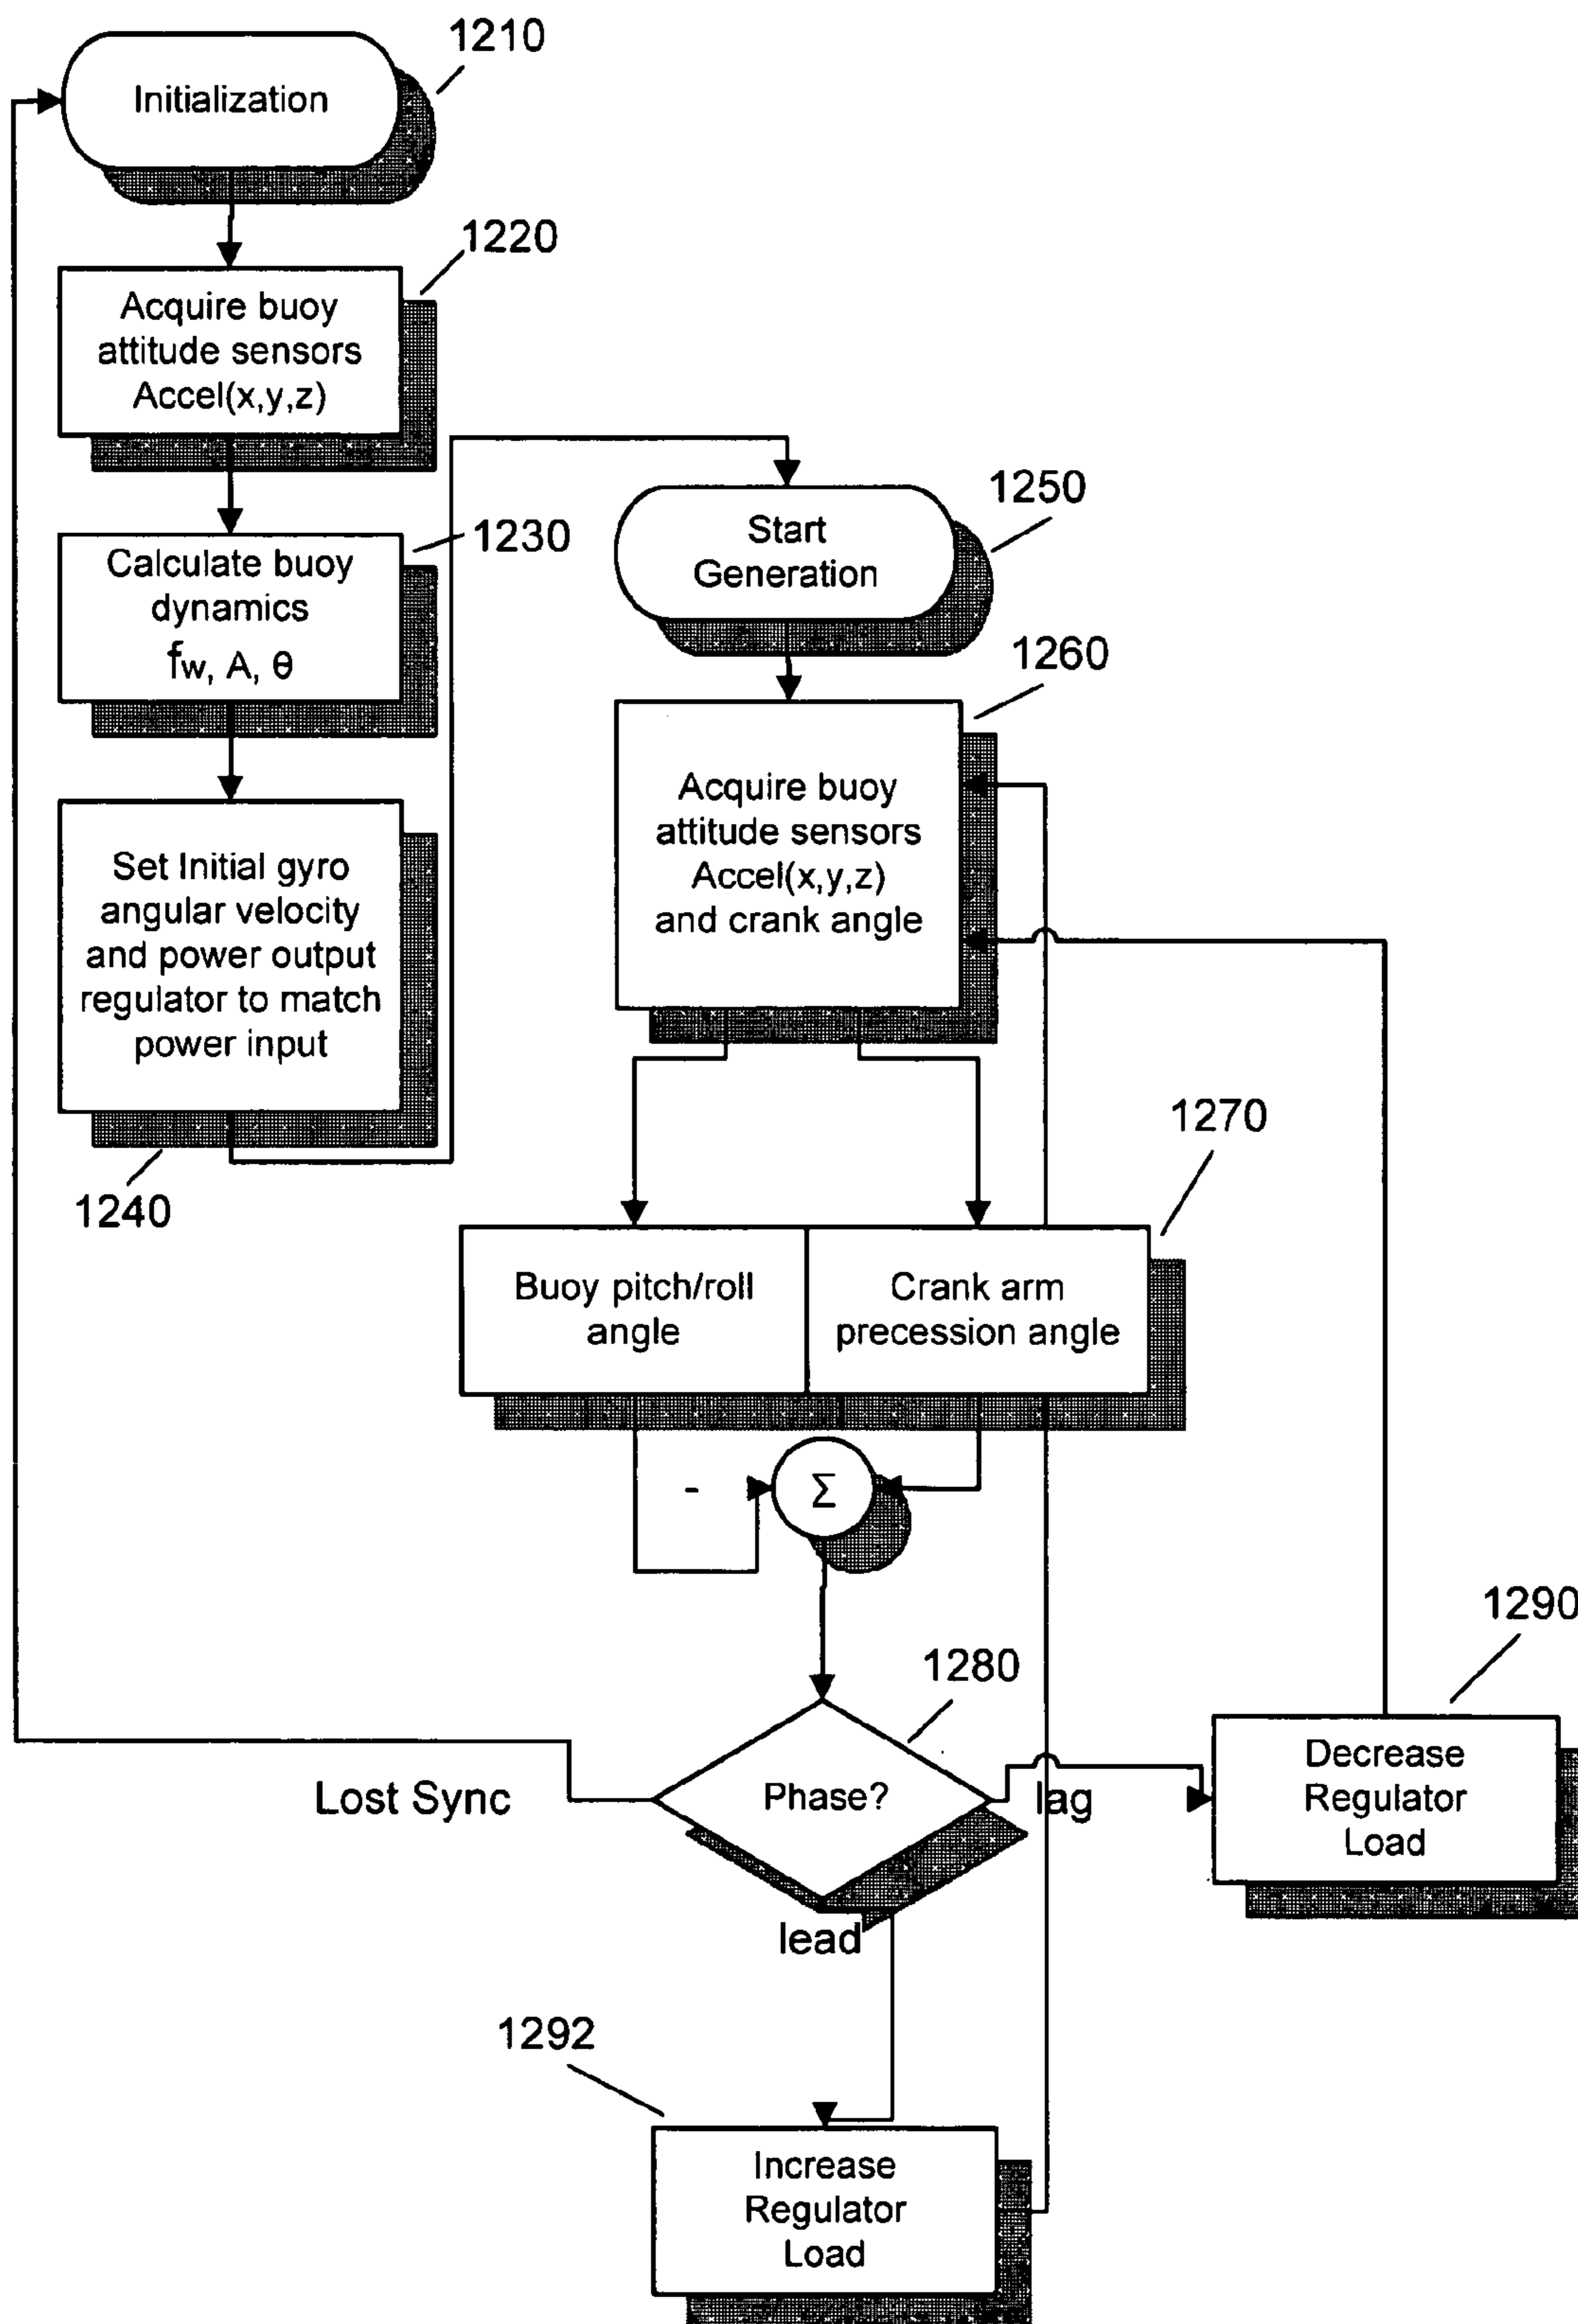 1210
Initialization
1220
Acquire buoy
attitude sensors
Accel(x,y,z)
1230
Calculate buoy
dynamics
fw, A, θ
Set Initial gyro
angular velocity
and power output
regulator to match
power input
1240
1250
Start
Generation
1260
Acquire buoy
attitude sensors
Accel(x,y,z)
and crank angle
1270
Buoy pitch/roll
angle
Crank arm
precession angle
-
Σ
1280
Phase?
Lost Sync
lag
lead
1290
Decrease
Regulator
Load
1292
Increase
Regulator
Load